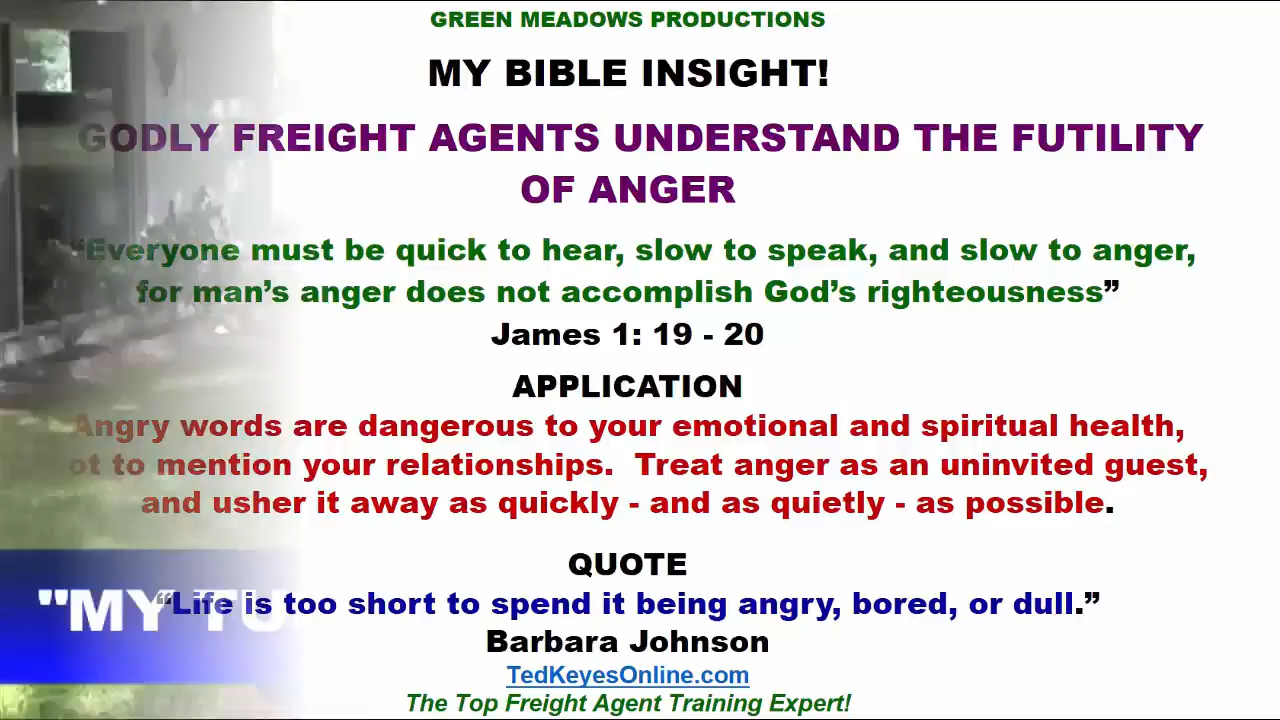 GREEN MEADOWS PRODUCTIONS
MY BIBLE INSIGHT!
GODLY FREIGHT AGENTS UNDERSTAND THE FUTILITY
OF ANGER
“Everyone must be quick to hear, slow to speak, and slow to anger,
for man’s anger does not accomplish God’s righteousness”
James 1: 19 - 20
APPLICATION
Angry words are dangerous to your emotional and spiritual health,
ot to mention your relationships. Treat anger as an uninvited guest,
and usher it away as quickly - and as quietly - as possible.
QUOTE
“Life is too short to spend it being angry, bored, or dull.”
"MY TU
Barbara Johnson
TedKeyesOnline.com
The Top Freight Agent Training Expert!